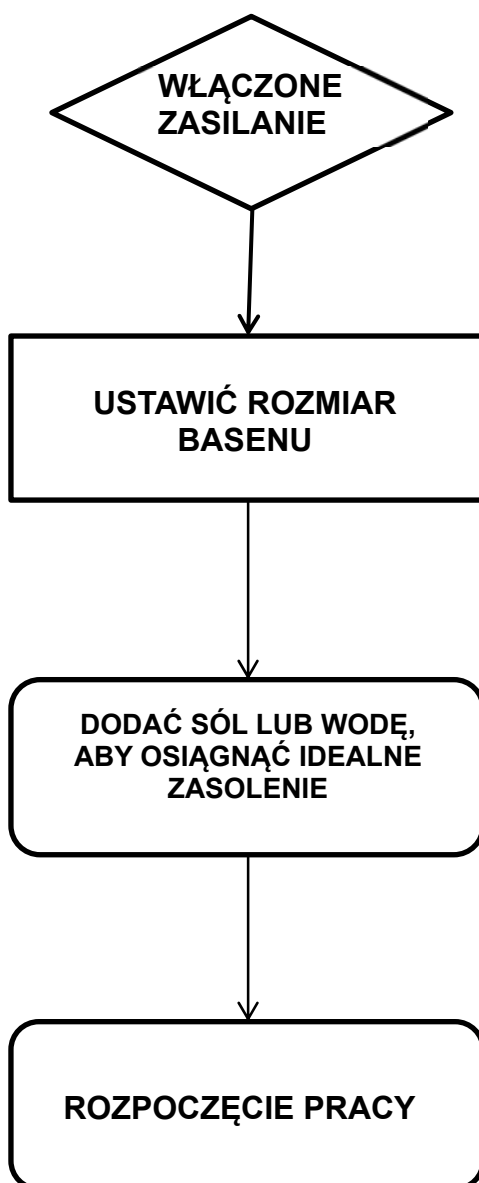 WŁĄCZONE
ZASILANIE
USTAWIĆ ROZMIAR
BASENU
DODAĆ SÓL LUB WODĘ,
ABY OSIĄGNĄĆ IDEALNE
ZASOLENIE
ROZPOCZĘCIE PRACY